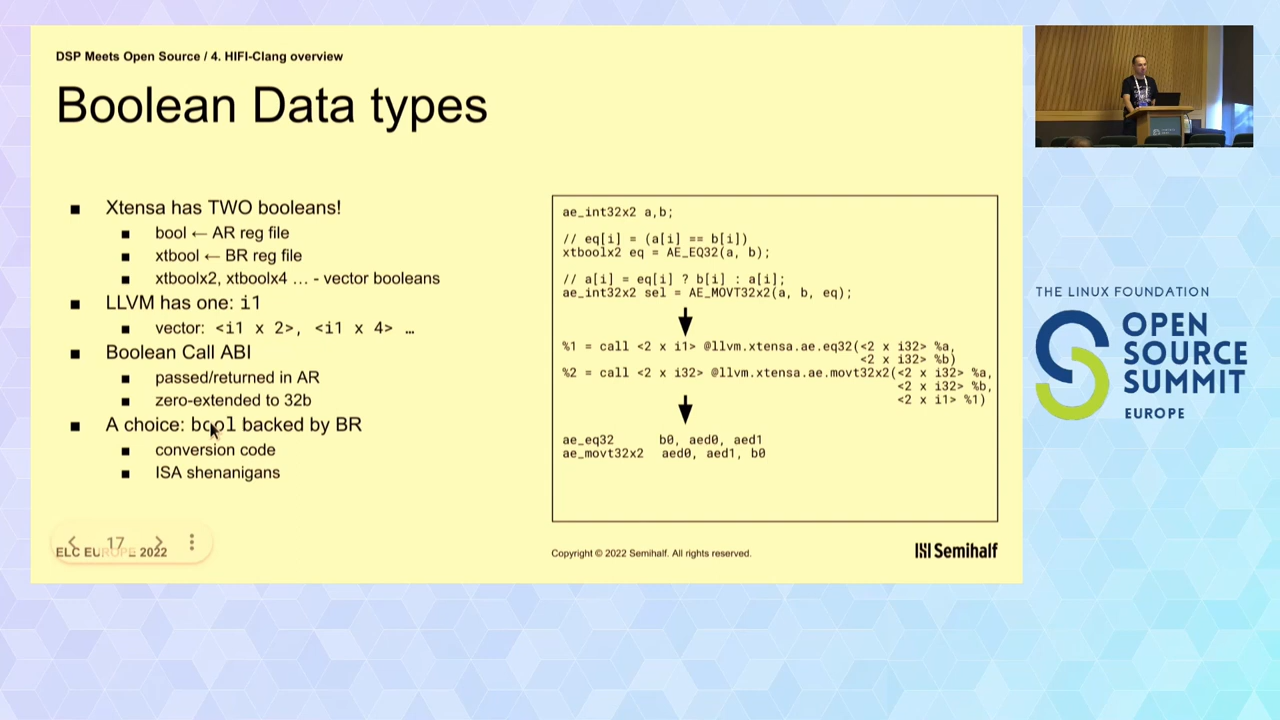 DSP Meets Open Source / 4. HIFI-Clang overview
Boolean Data types
Xtensa has TWO booleans!
bool ← AR reg file
xtbool ← BR reg file
xtboolx2, xtboolx4 … - vector booleans
LLVM has one: i1
vector: <i1 x 2>, <i1 x 4> …
Boolean Call ABI
passed/returned in AR
zero-extended to 32b
A choice: bool backed by BR
conversion code
ISA shenanigans
ae_int32x2 a,b;
// eq[i] = (a[i] == b[i])
xtboolx2 eq = AE_EQ32(a, b);
// a[i] = eq[i] ? b[i] : a[i];
ae_int32x2 sel = AE_MOVT32x2(a, b, eq);
%1 = call <2 x i1> @llvm.xtensa.ae.eq32(<2 x i32> %a,
<2 x i32> %b)
%2 = call <2 x i32> @llvm.xtensa.ae.movt32x2(<2 x i32> %a,
<2 x i32> %b,
<2 x i1> %1)
ae_eq32 b0, aed0, aed1
ae_movt32x2 aed0, aed1, b0
17
ELC EUROPE 2022
Copyright © 2022 Semihalf. All rights reserved.
Semihalf
THE LINUX FOUNDATION
OPEN
SOURCE
SUMMIT
EUROPE